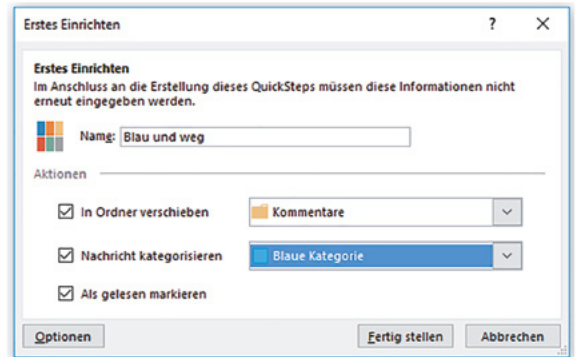 Erstes Einrichten ? ×
Erstes Einrichten
Im Anschluss an die Erstellung dieses QuickSteps müssen diese Informationen nicht
erneut eingegeben werden.
Name: Blau und weg
Aktionen
In Ordner verschieben Kommentare
Nachricht kategorisieren Blaue Kategorie
Als gelesen markieren
Optionen Fertig stellen Abbrechen